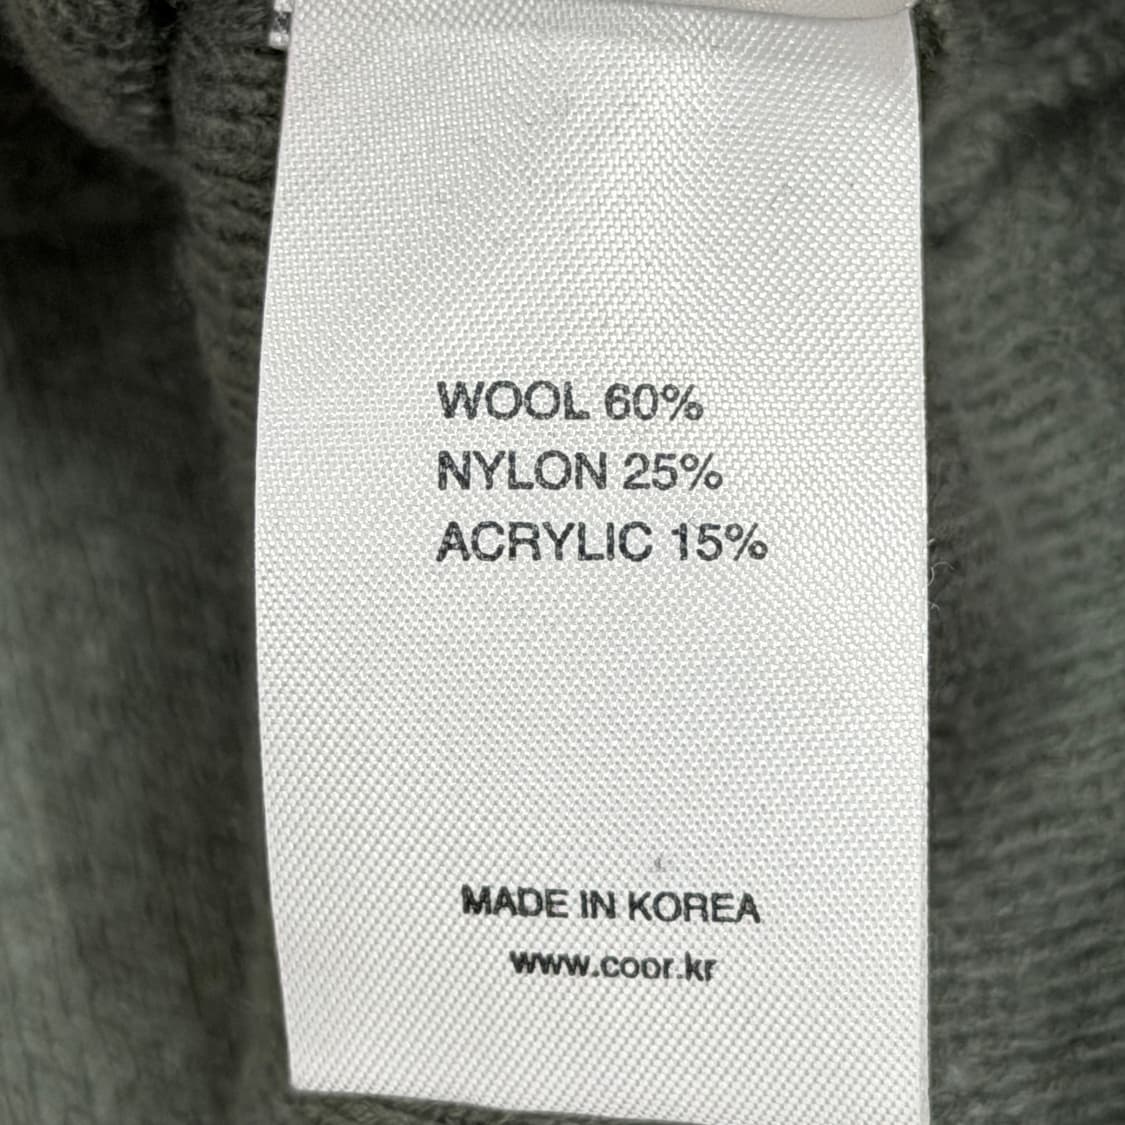 WOOL 60%
NYLON 25%
ACRYLIC 15%
MADE IN KOREA
www.coor.kr